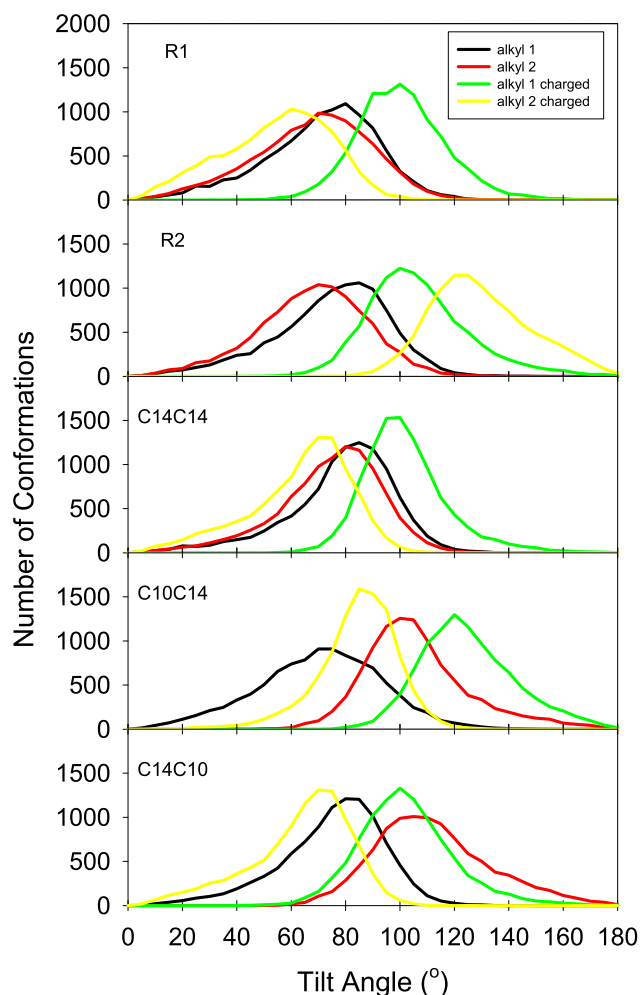 2000
R1
alkyl 1
alkyl 2
alkyl 1 charged
alkyl 2 charged
1500
1000
500
0
R2
1500
1000
500
0
C14C14
1500
1000
500
0
C10C14
1500
1000
500
0
C14C10
1500
1000
500
0
Number of Conformations
0 20 40 60 80 100 120 140 160 180
Tilt Angle (o)